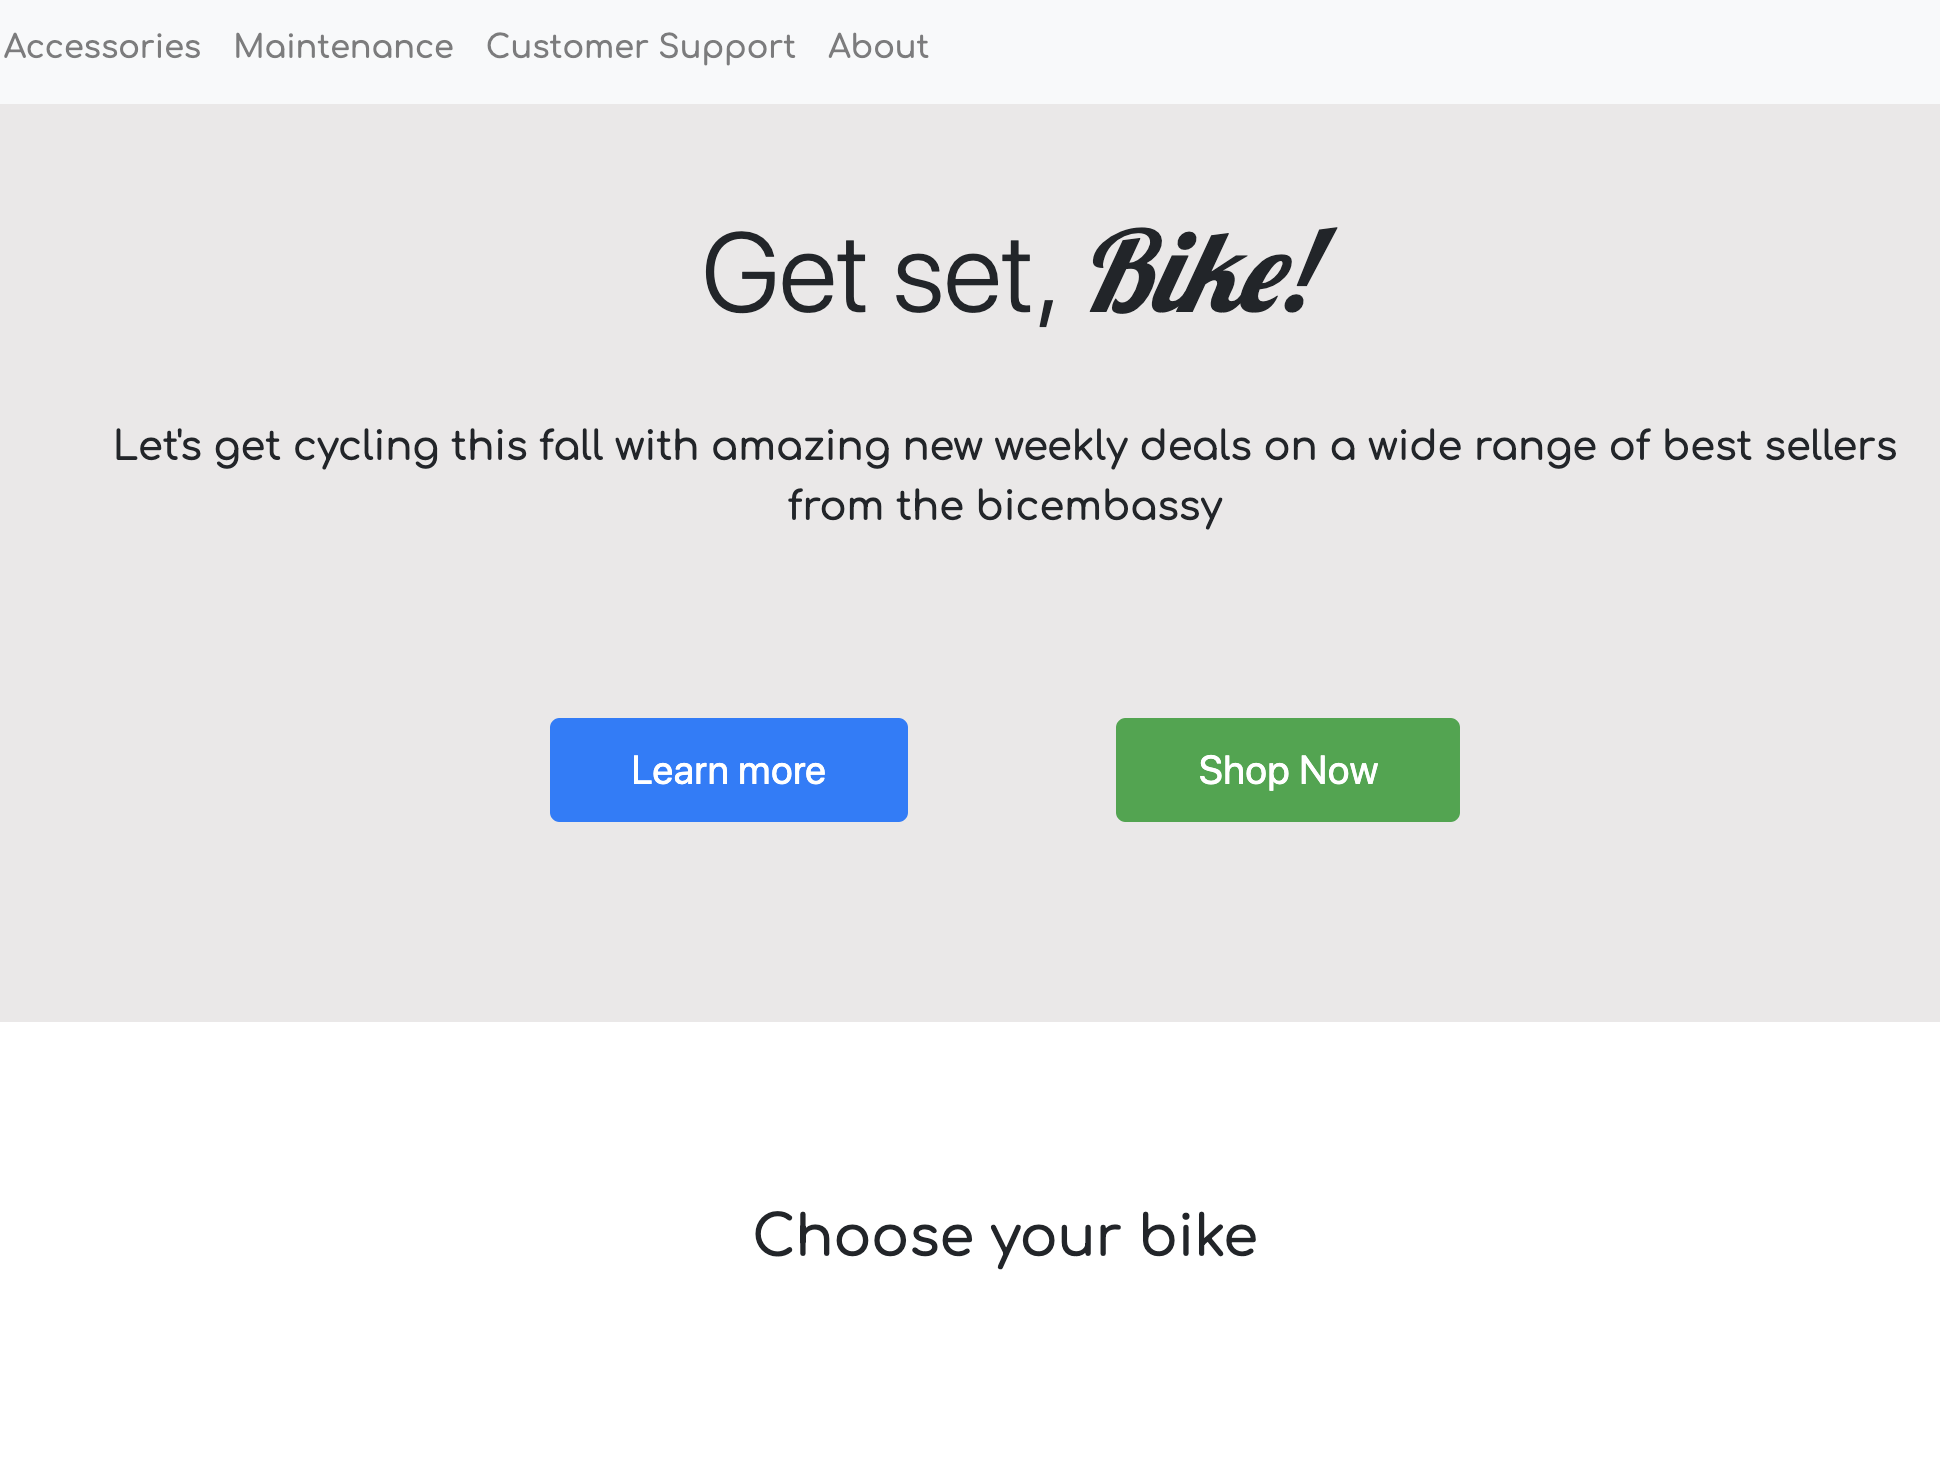 Accessories Maintenance Customer Support About
Get set, Bike!
Let's get cycling this fall with amazing new weekly deals on a wide range of best sellers
from the bicembassy
Learn more Shop Now
Choose your bike